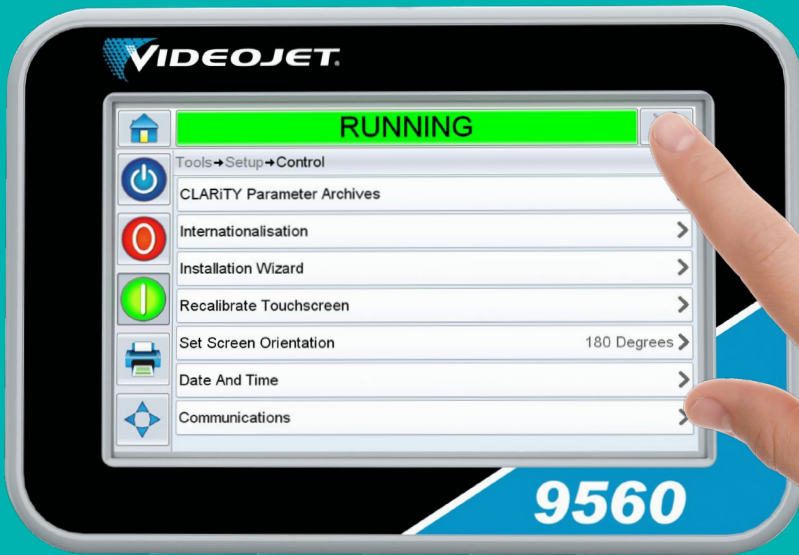 VIDEOJET.
RUNNING
Tools→Setup→Control
CLARiTY Parameter Archives
Internationalisation
Installation Wizard
Recalibrate Touchscreen
Set Screen Orientation 180 Degrees
Date And Time
Communications
9560